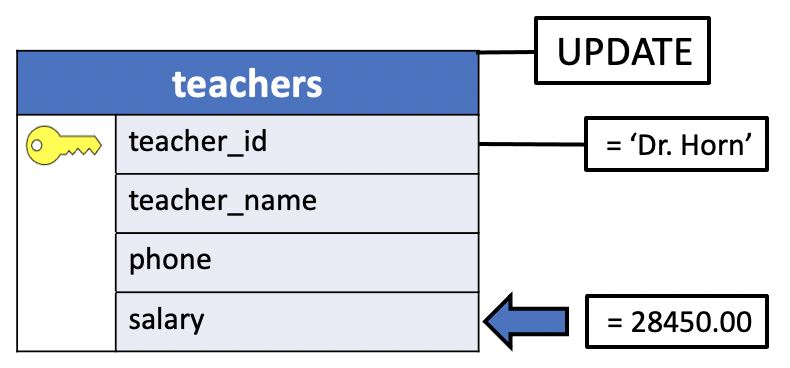 UPDATE
teachers
teacher_id
= ‘Dr. Horn’
teacher_name
phone
salary
= 28450.00